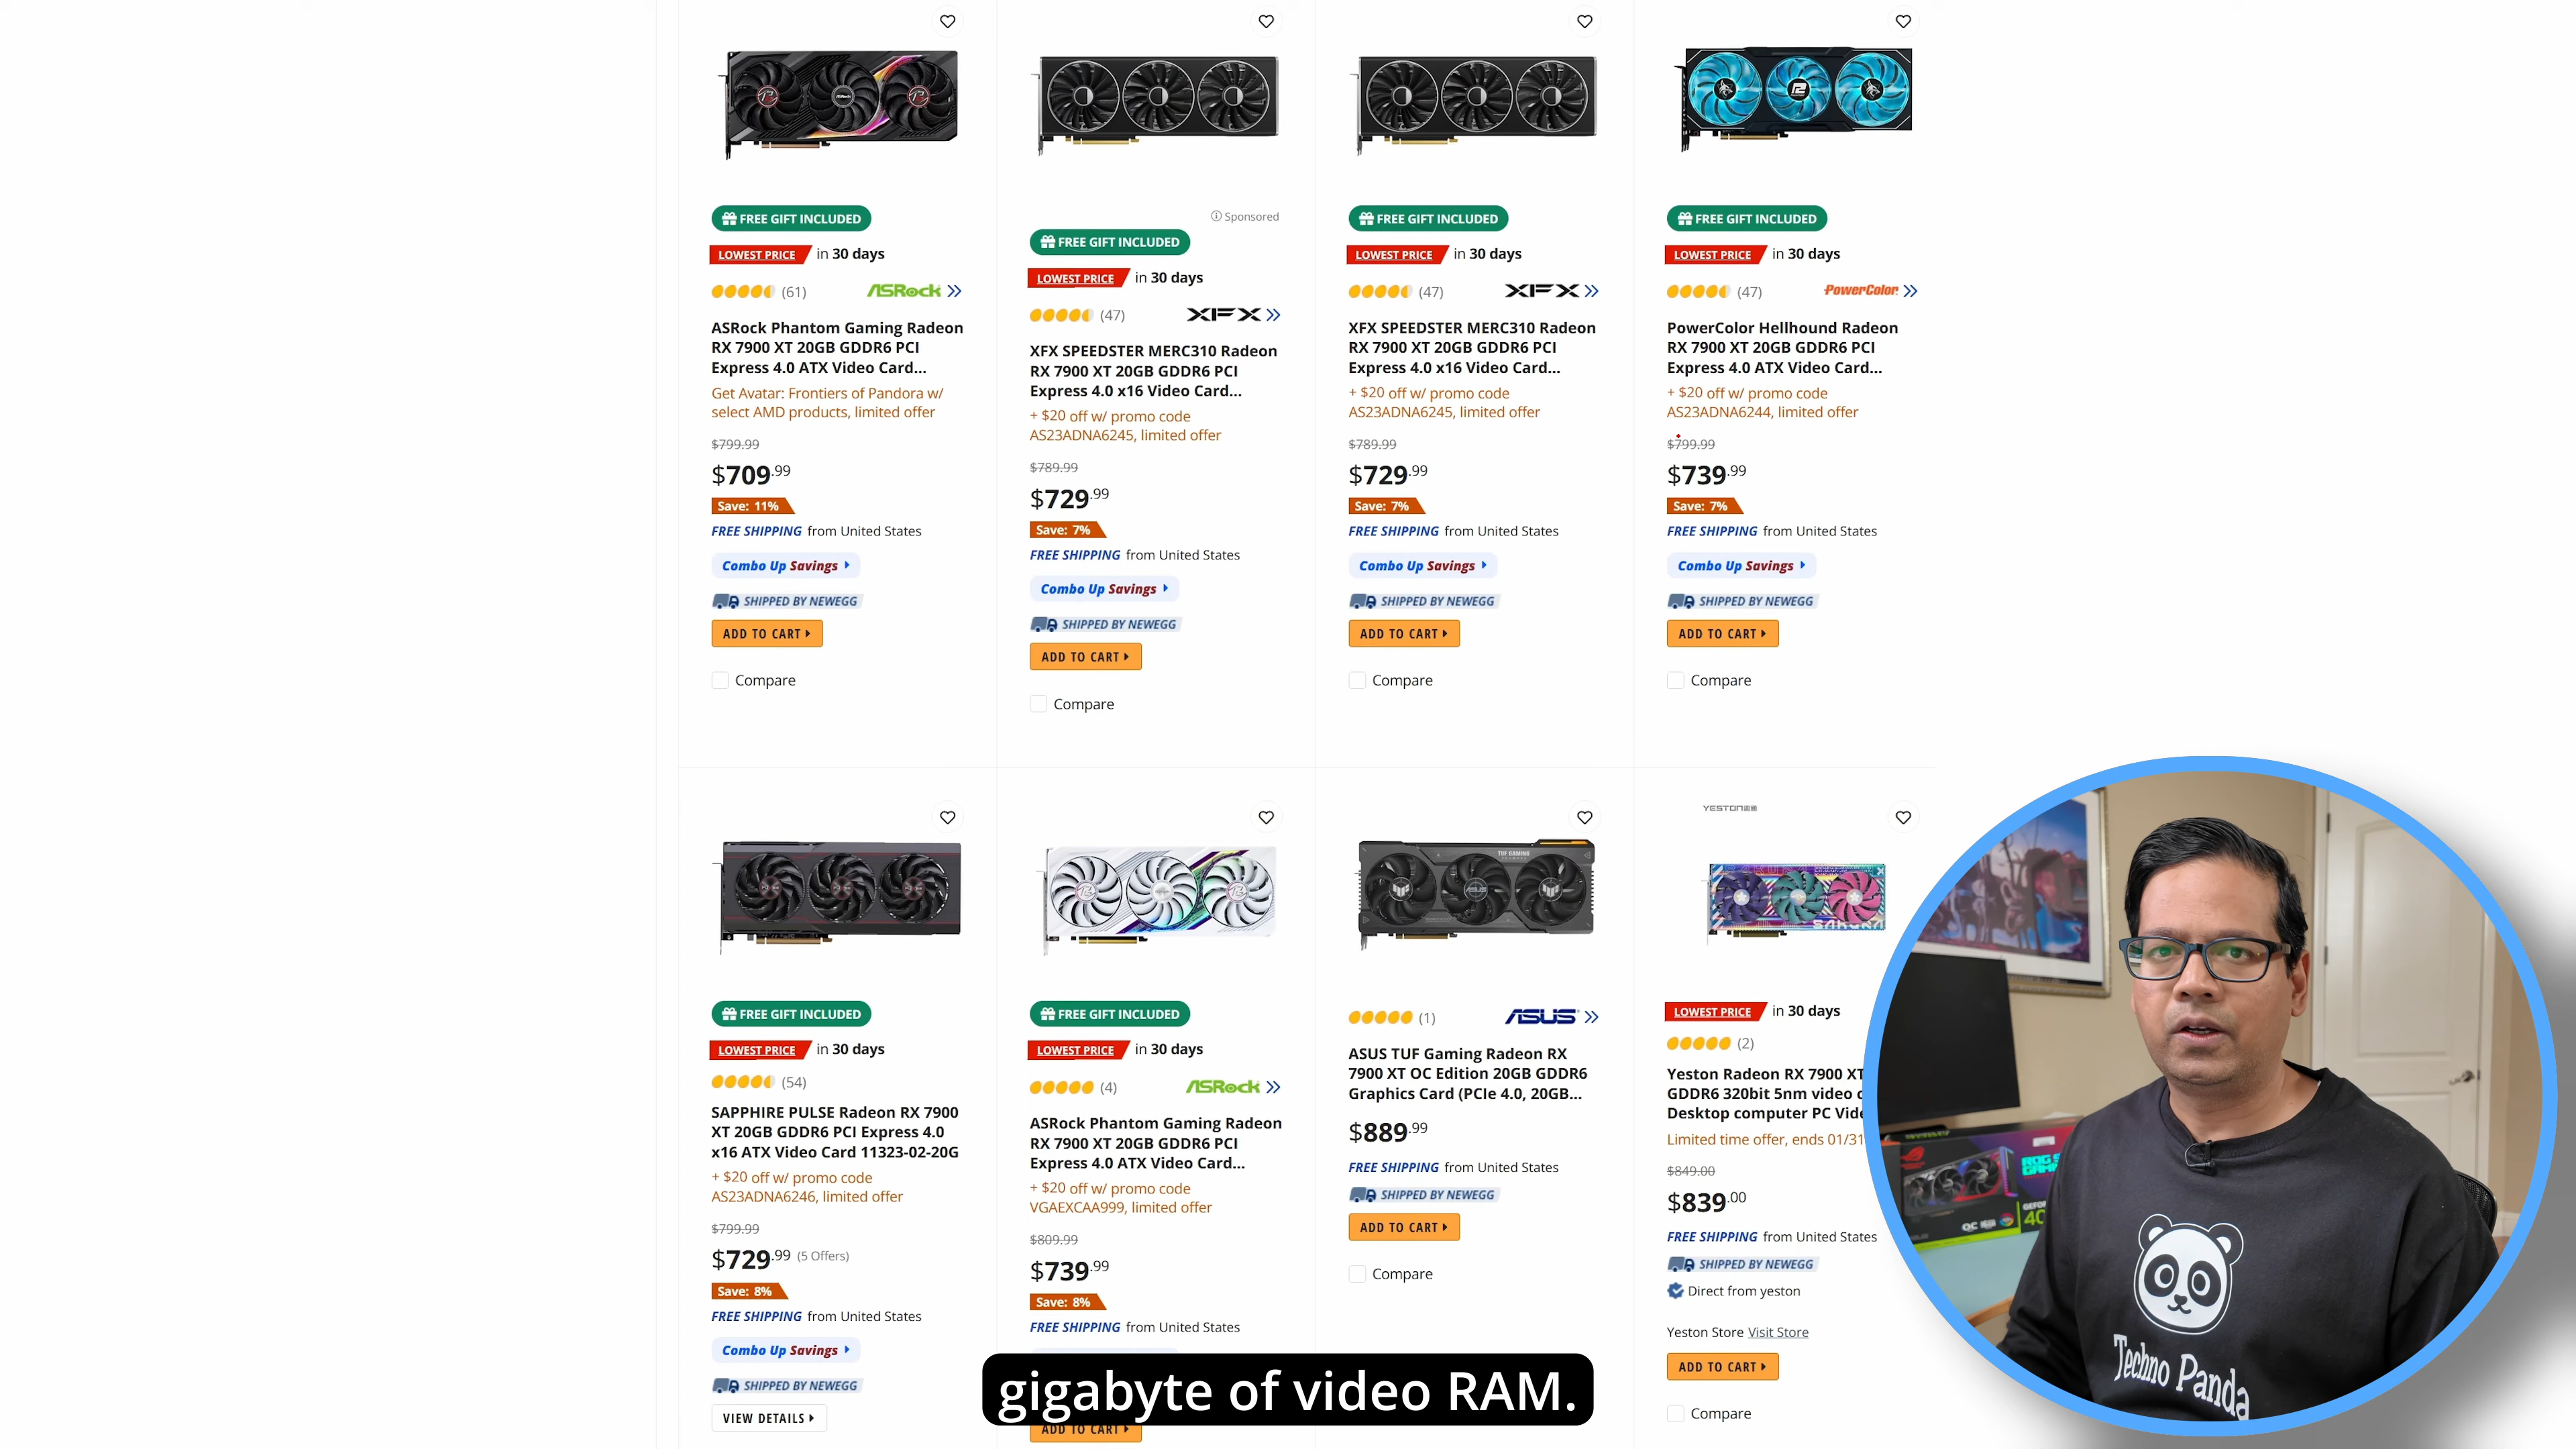 FREE GIFT INCLUDED
LOWEST PRICE in 30 days
(61) ASRock
ASRock Phantom Gaming Radeon
RX 7900 XT 20GB GDDR6 PCI
Express 4.0 ATX Video Card...
Get Avatar: Frontiers of Pandora w/
select AMD products, limited offer
$799.99
$709.99
Save: 11%
FREE SHIPPING from United States
Combo Up Savings
SHIPPED BY NEWEGG
ADD TO CART
Compare
Sponsored
FREE GIFT INCLUDED
LOWEST PRICE in 30 days
(47) XFX
XFX SPEEDSTER MERC310 Radeon
RX 7900 XT 20GB GDDR6 PCI
Express 4.0 x16 Video Card...
+ $20 off w/ promo code
AS23ADNA6245, limited offer
$789.99
$729.99
Save: 7%
FREE SHIPPING from United States
Combo Up Savings
SHIPPED BY NEWEGG
ADD TO CART
Compare
FREE GIFT INCLUDED
LOWEST PRICE in 30 days
(47) XFX
XFX SPEEDSTER MERC310 Radeon
RX 7900 XT 20GB GDDR6 PCI
Express 4.0 x16 Video Card...
+ $20 off w/ promo code
AS23ADNA6245, limited offer
$789.99
$729.99
Save: 7%
FREE SHIPPING from United States
Combo Up Savings
SHIPPED BY NEWEGG
ADD TO CART
Compare
FREE GIFT INCLUDED
LOWEST PRICE in 30 days
(47) PowerColor
PowerColor Hellhound Radeon
RX 7900 XT 20GB GDDR6 PCI
Express 4.0 ATX Video Card...
+ $20 off w/ promo code
AS23ADNA6244, limited offer
$799.99
$739.99
Save: 7%
FREE SHIPPING from United States
Combo Up Savings
SHIPPED BY NEWEGG
ADD TO CART
Compare
FREE GIFT INCLUDED
LOWEST PRICE in 30 days
(54)
SAPPHIRE PULSE Radeon RX 7900
XT 20GB GDDR6 PCI Express 4.0
x16 ATX Video Card 11323-02-20G
+ $20 off w/ promo code
AS23ADNA6246, limited offer
$799.99
$729.99 (5 Offers)
Save: 8%
FREE SHIPPING from United States
Combo Up Savings
SHIPPED BY NEWEGG
VIEW DETAILS
FREE GIFT INCLUDED
LOWEST PRICE in 30 days
(4) ASRock
ASRock Phantom Gaming Radeon
RX 7900 XT 20GB GDDR6 PCI
Express 4.0 ATX Video Card...
+ $20 off w/ promo code
VGAEXCAA999, limited offer
$809.99
$739.99
Save: 8%
FREE SHIPPING from United States
ADD TO CART
TUF GAMING
(1) ASUS
ASUS TUF Gaming Radeon RX
7900 XT OC Edition 20GB GDDR6
Graphics Card (PCIe 4.0, 20GB...
$889.99
FREE SHIPPING from United States
SHIPPED BY NEWEGG
ADD TO CART
Compare
YESTON
SAKURA
LOWEST PRICE in 30 days
(2)
Yeston Radeon RX 7900 XT
GDDR6 320bit 5nm video
Desktop computer PC
Limited time offer, ends 01/31
$849.00
$839.00
FREE SHIPPING from United States
SHIPPED BY NEWEGG
Direct from yeston
Yeston Store Visit Store
ADD TO CART
Compare
gigabyte of video RAM.
Techno Panda